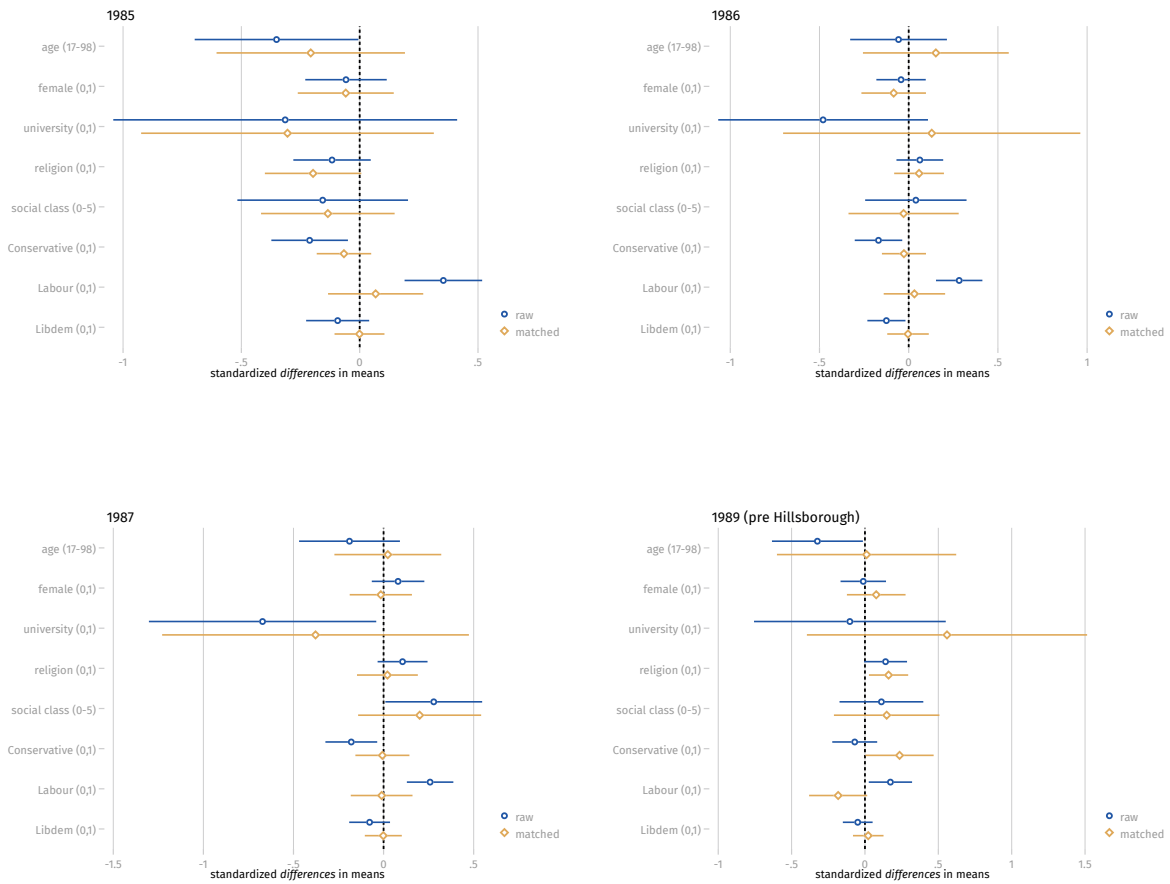 1985
age (17-98)
female (0,1)
university (0,1)
religion (0,1)
social class (0-5)
Conservative (0,1)
Labour (0,1)
Libdem (0,1)
raw
matched
-1 -.5 0 .5
standardized differences in means
1986
age (17-98)
female (0,1)
university (0,1)
religion (0,1)
social class (0-5)
Conservative (0,1)
Labour (0,1)
Libdem (0,1)
raw
matched
-1 -.5 0 .5 1
standardized differences in means
1987
age (17-98)
female (0,1)
university (0,1)
religion (0,1)
social class (0-5)
Conservative (0,1)
Labour (0,1)
Libdem (0,1)
raw
matched
-1.5 -1 -.5 0 .5
standardized differences in means
1989 (pre Hillsborough)
age (17-98)
female (0,1)
university (0,1)
religion (0,1)
social class (0-5)
Conservative (0,1)
Labour (0,1)
Libdem (0,1)
raw
matched
-1 -.5 0 .5 1 1.5
standardized differences in means